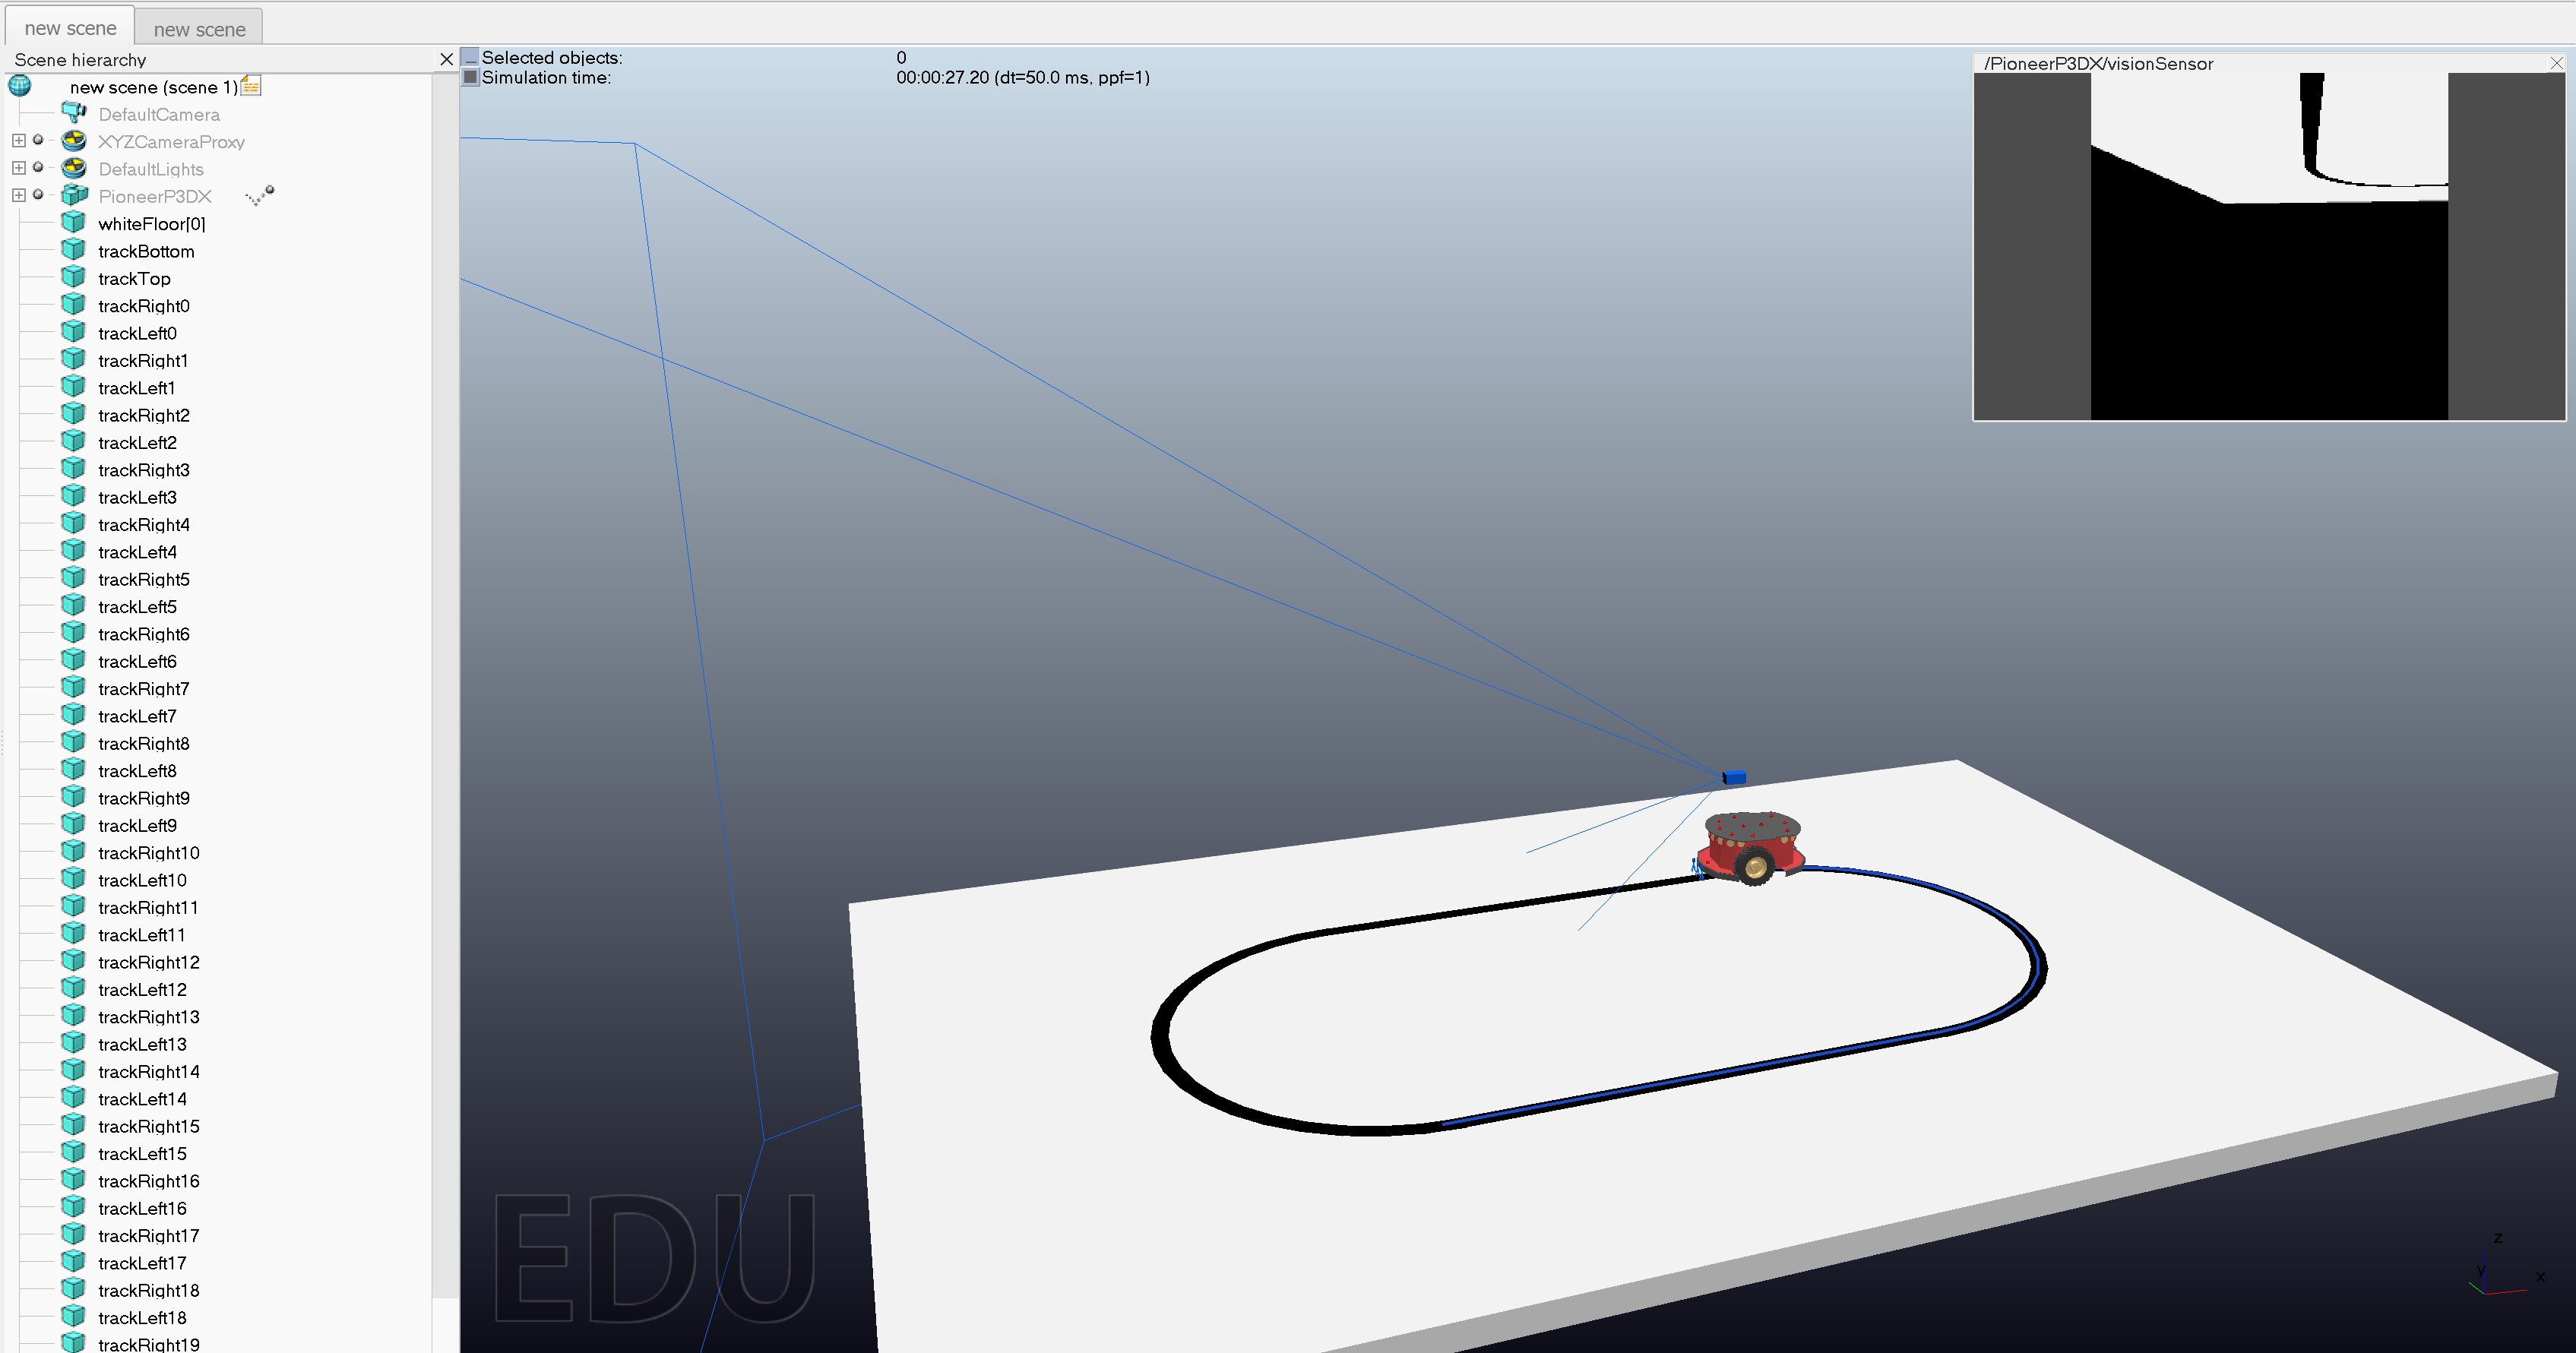 new scene
new scene
Scene hierarchy
new scene (scene 1)
DefaultCamera
XYZCameraProxy
DefaultLights
PioneerP3DX
whiteFloor[0]
trackBottom
trackTop
trackRight0
trackLeft0
trackRight1
trackLeft1
trackRight2
trackLeft2
trackRight3
trackLeft3
trackRight4
trackLeft4
trackRight5
trackLeft5
trackRight6
trackLeft6
trackRight7
trackLeft7
trackRight8
trackLeft8
trackRight9
trackLeft9
trackRight10
trackLeft10
trackRight11
trackLeft11
trackRight12
trackLeft12
trackRight13
trackLeft13
trackRight14
trackLeft14
trackRight15
trackLeft15
trackRight16
trackLeft16
trackRight17
trackLeft17
trackRight18
trackLeft18
trackRight19
Selected objects: 0
Simulation time: 00:00:27.20 (dt=50.0 ms, ppf=1)
/PioneerP3DX/visionSensor
EDU
z
y
x